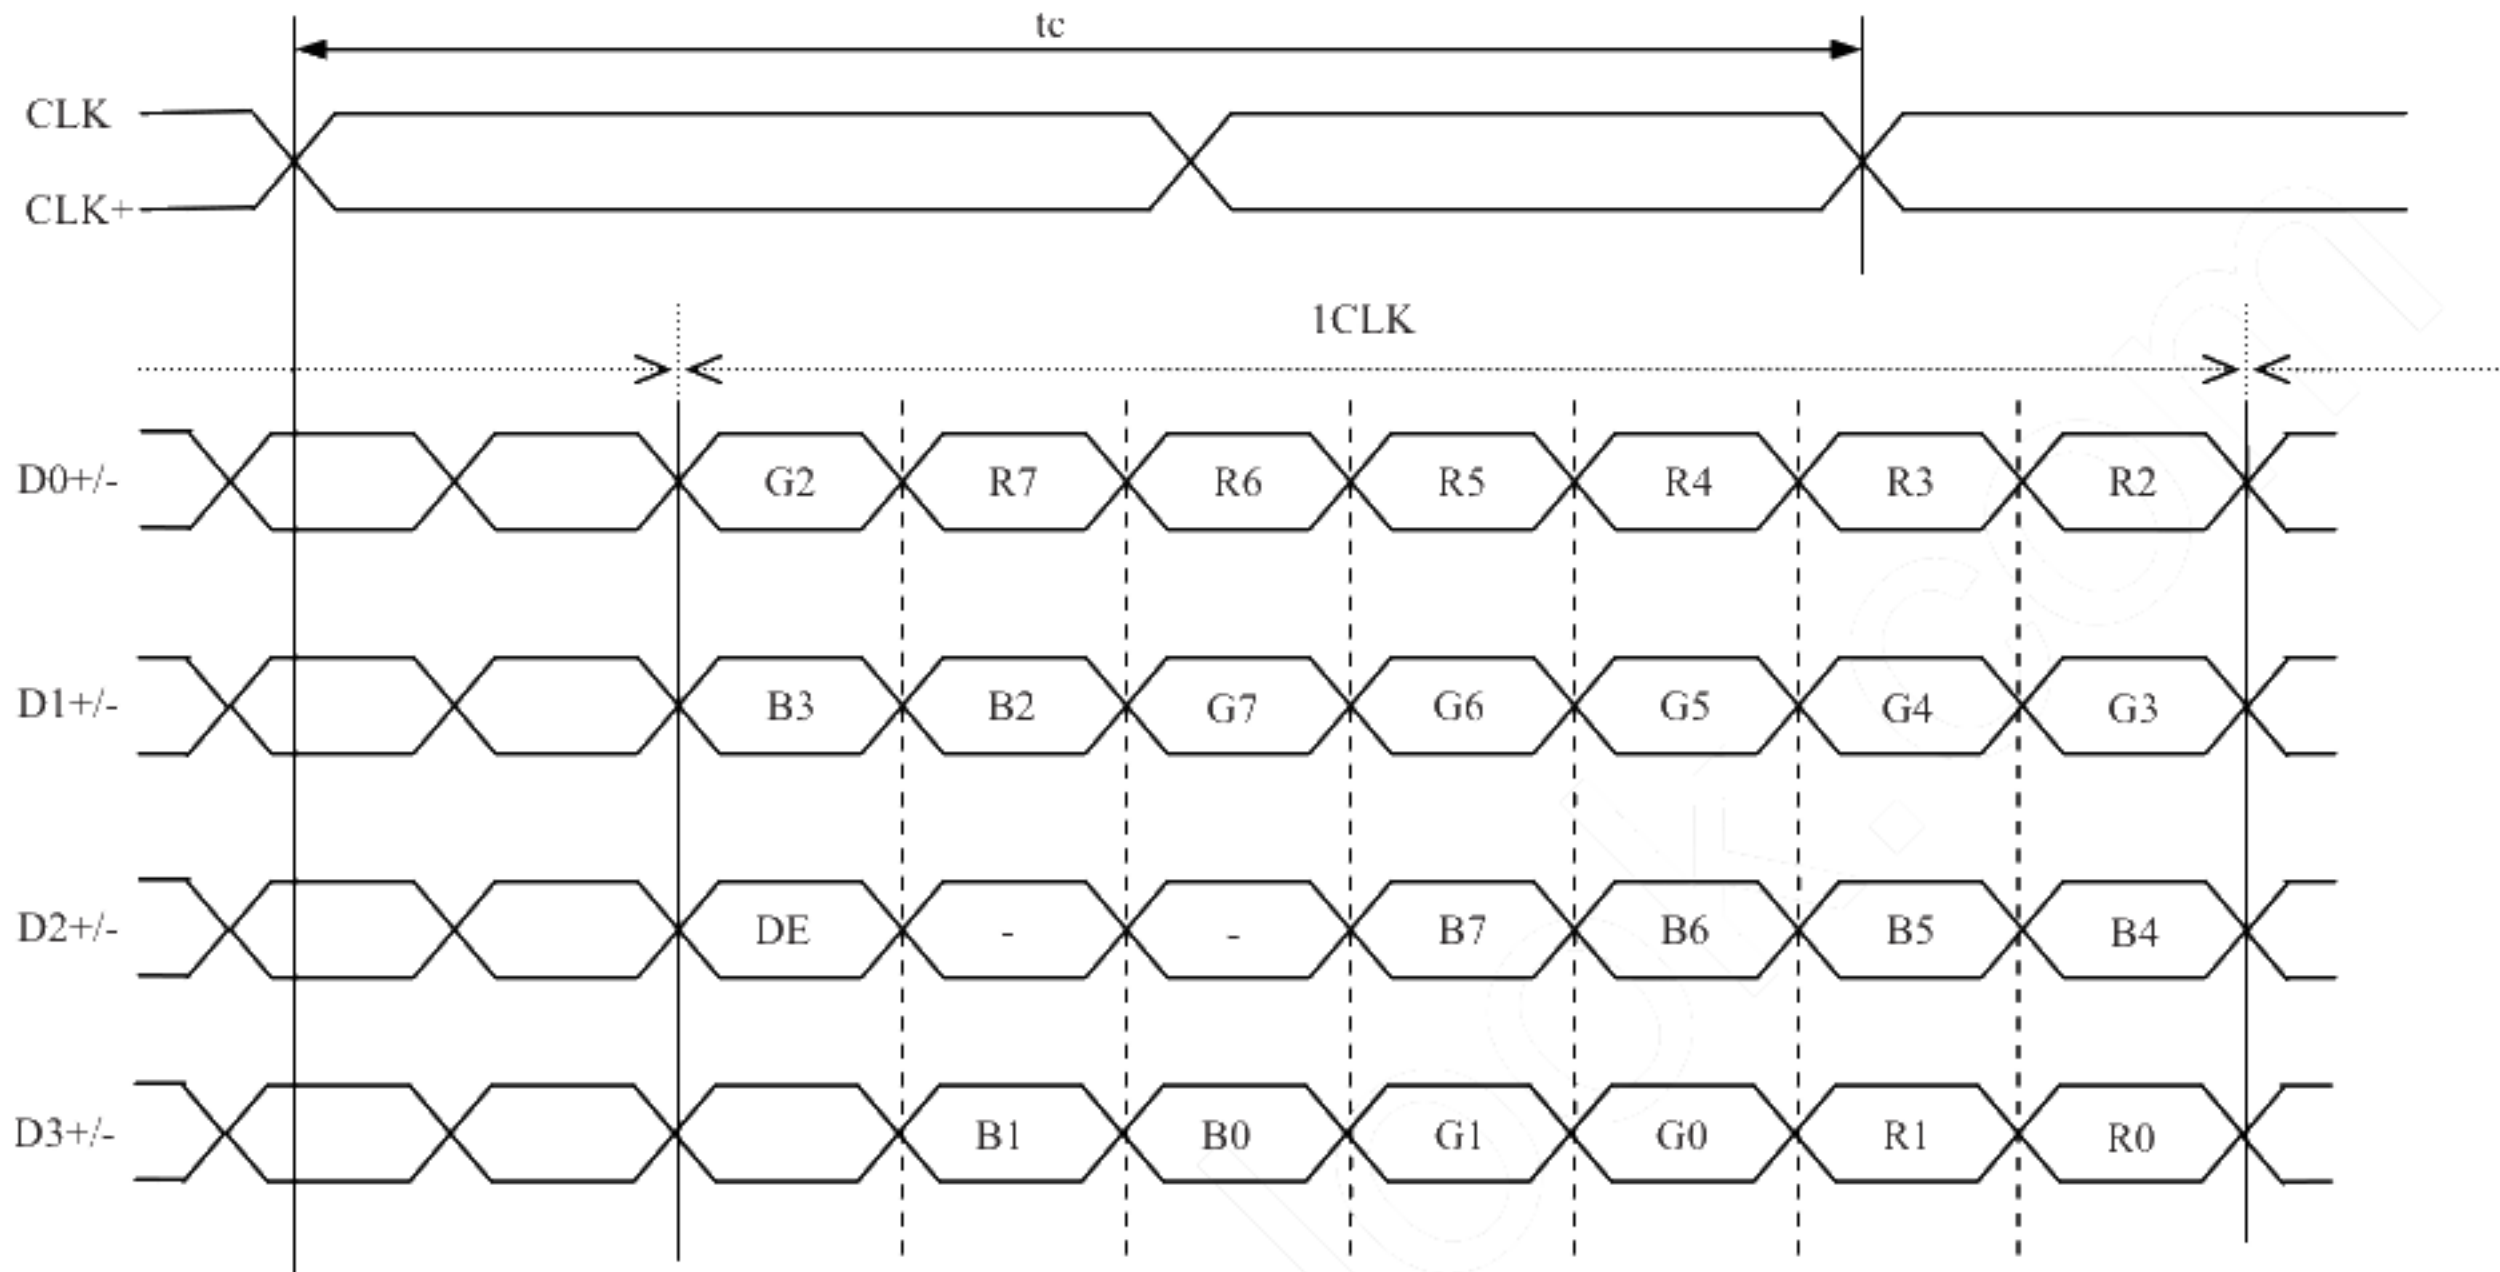 tc
CLK
CLK+
1CLK
D0+/- G2 R7 R6 R5 R4 R3 R2
D1+/- B3 B2 G7 G6 G5 G4 G3
D2+/- DE - - B7 B6 B5 B4
D3+/- B1 B0 G1 G0 R1 R0